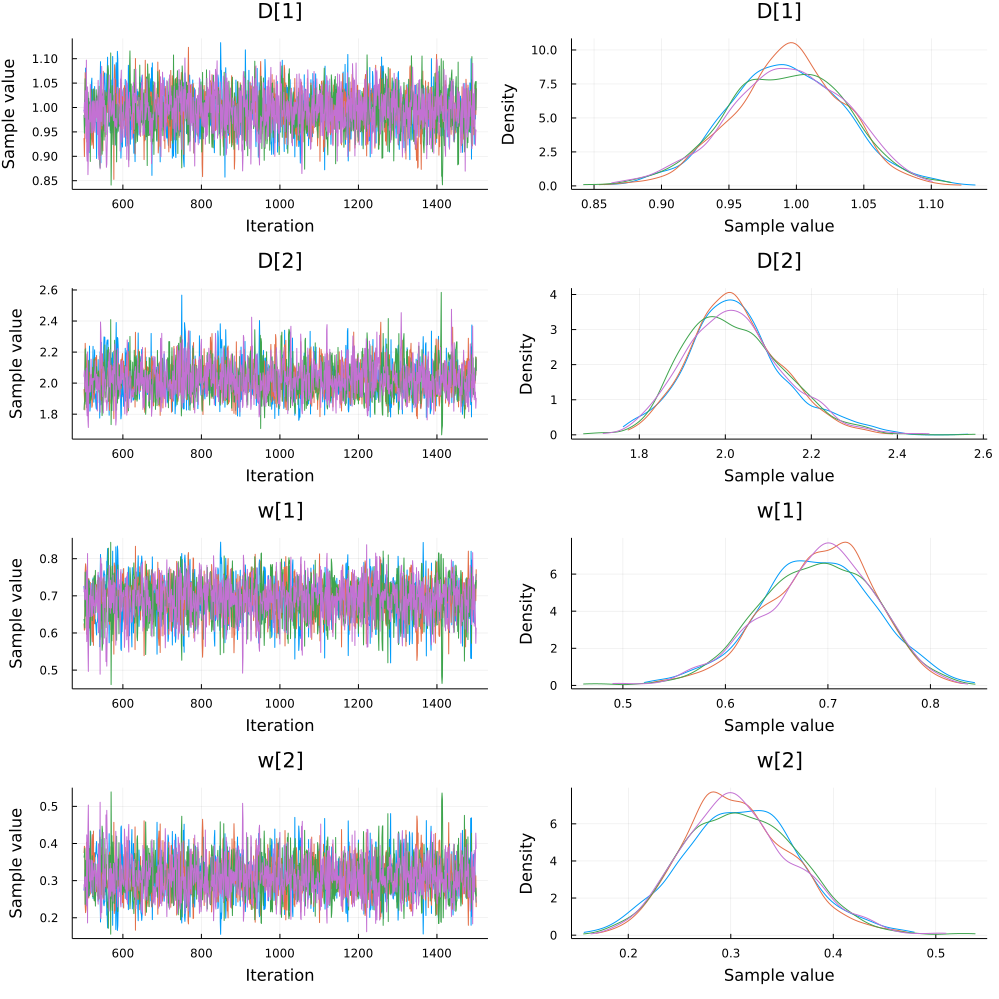 D[1]
Sample value
1.10
1.05
1.00
0.95
0.90
0.85
600 800 1000 1200 1400
Iteration
D[1]
Density
10.0
7.5
5.0
2.5
0.0
0.85 0.90 0.95 1.00 1.05 1.10
Sample value
D[2]
Sample value
2.6
2.4
2.2
2.0
1.8
600 800 1000 1200 1400
Iteration
D[2]
Density
4
3
2
1
0
1.8 2.0 2.2 2.4 2.6
Sample value
w[1]
Sample value
0.8
0.7
0.6
0.5
600 800 1000 1200 1400
Iteration
w[1]
Density
6
4
2
0
0.5 0.6 0.7 0.8
Sample value
w[2]
Sample value
0.5
0.4
0.3
0.2
600 800 1000 1200 1400
Iteration
w[2]
Density
6
4
2
0
0.2 0.3 0.4 0.5
Sample value